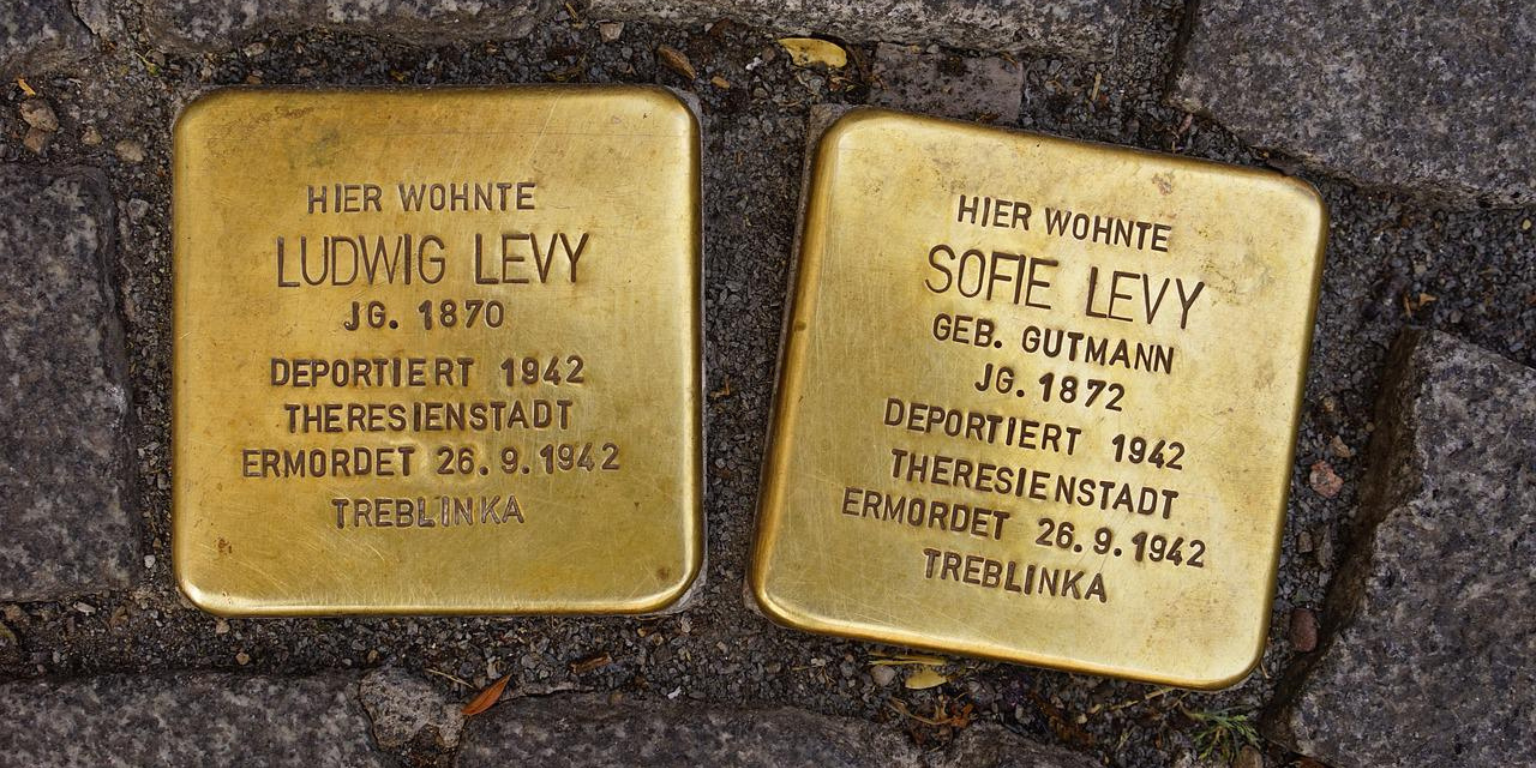 HIER WOHNTE
LUDWIG LEVY
JG. 1870
DEPORTIERT 1942
THERESIENSTADT
ERMORDET 26.9.1942
TREBLINKA
HIER WOHNTE
SOFIE LEVY
GEB. GUTMANN
JG. 1872
DEPORTIERT 1942
THERESIENSTADT
ERMORDET 26.9.1942
TREBLINKA